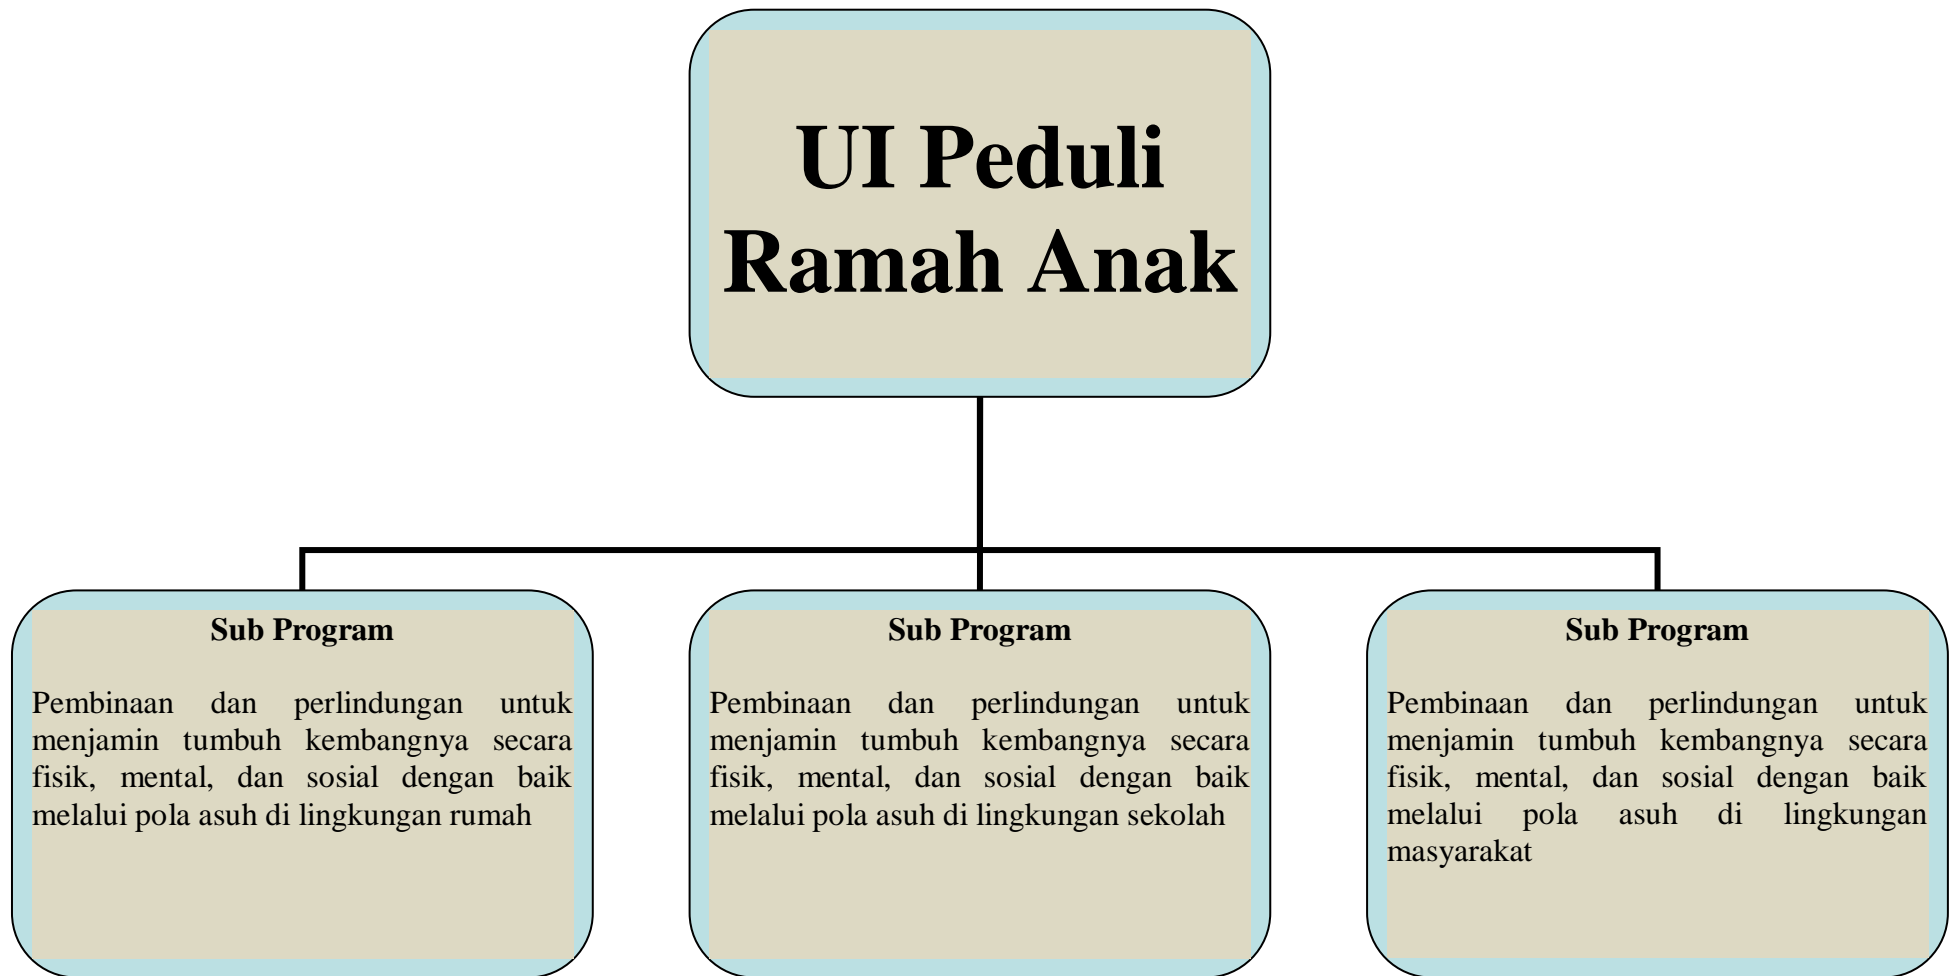 UI Peduli
Ramah Anak
Sub Program
Pembinaan dan perlindungan untuk
menjamin tumbuh kembangnya secara
fisik, mental, dan sosial dengan baik
melalui pola asuh di lingkungan rumah
Sub Program
Pembinaan dan perlindungan untuk
menjamin tumbuh kembangnya secara
fisik, mental, dan sosial dengan baik
melalui pola asuh di lingkungan sekolah
Sub Program
Pembinaan dan perlindungan untuk
menjamin tumbuh kembangnya secara
fisik, mental, dan sosial dengan baik
melalui pola asuh di lingkungan
masyarakat